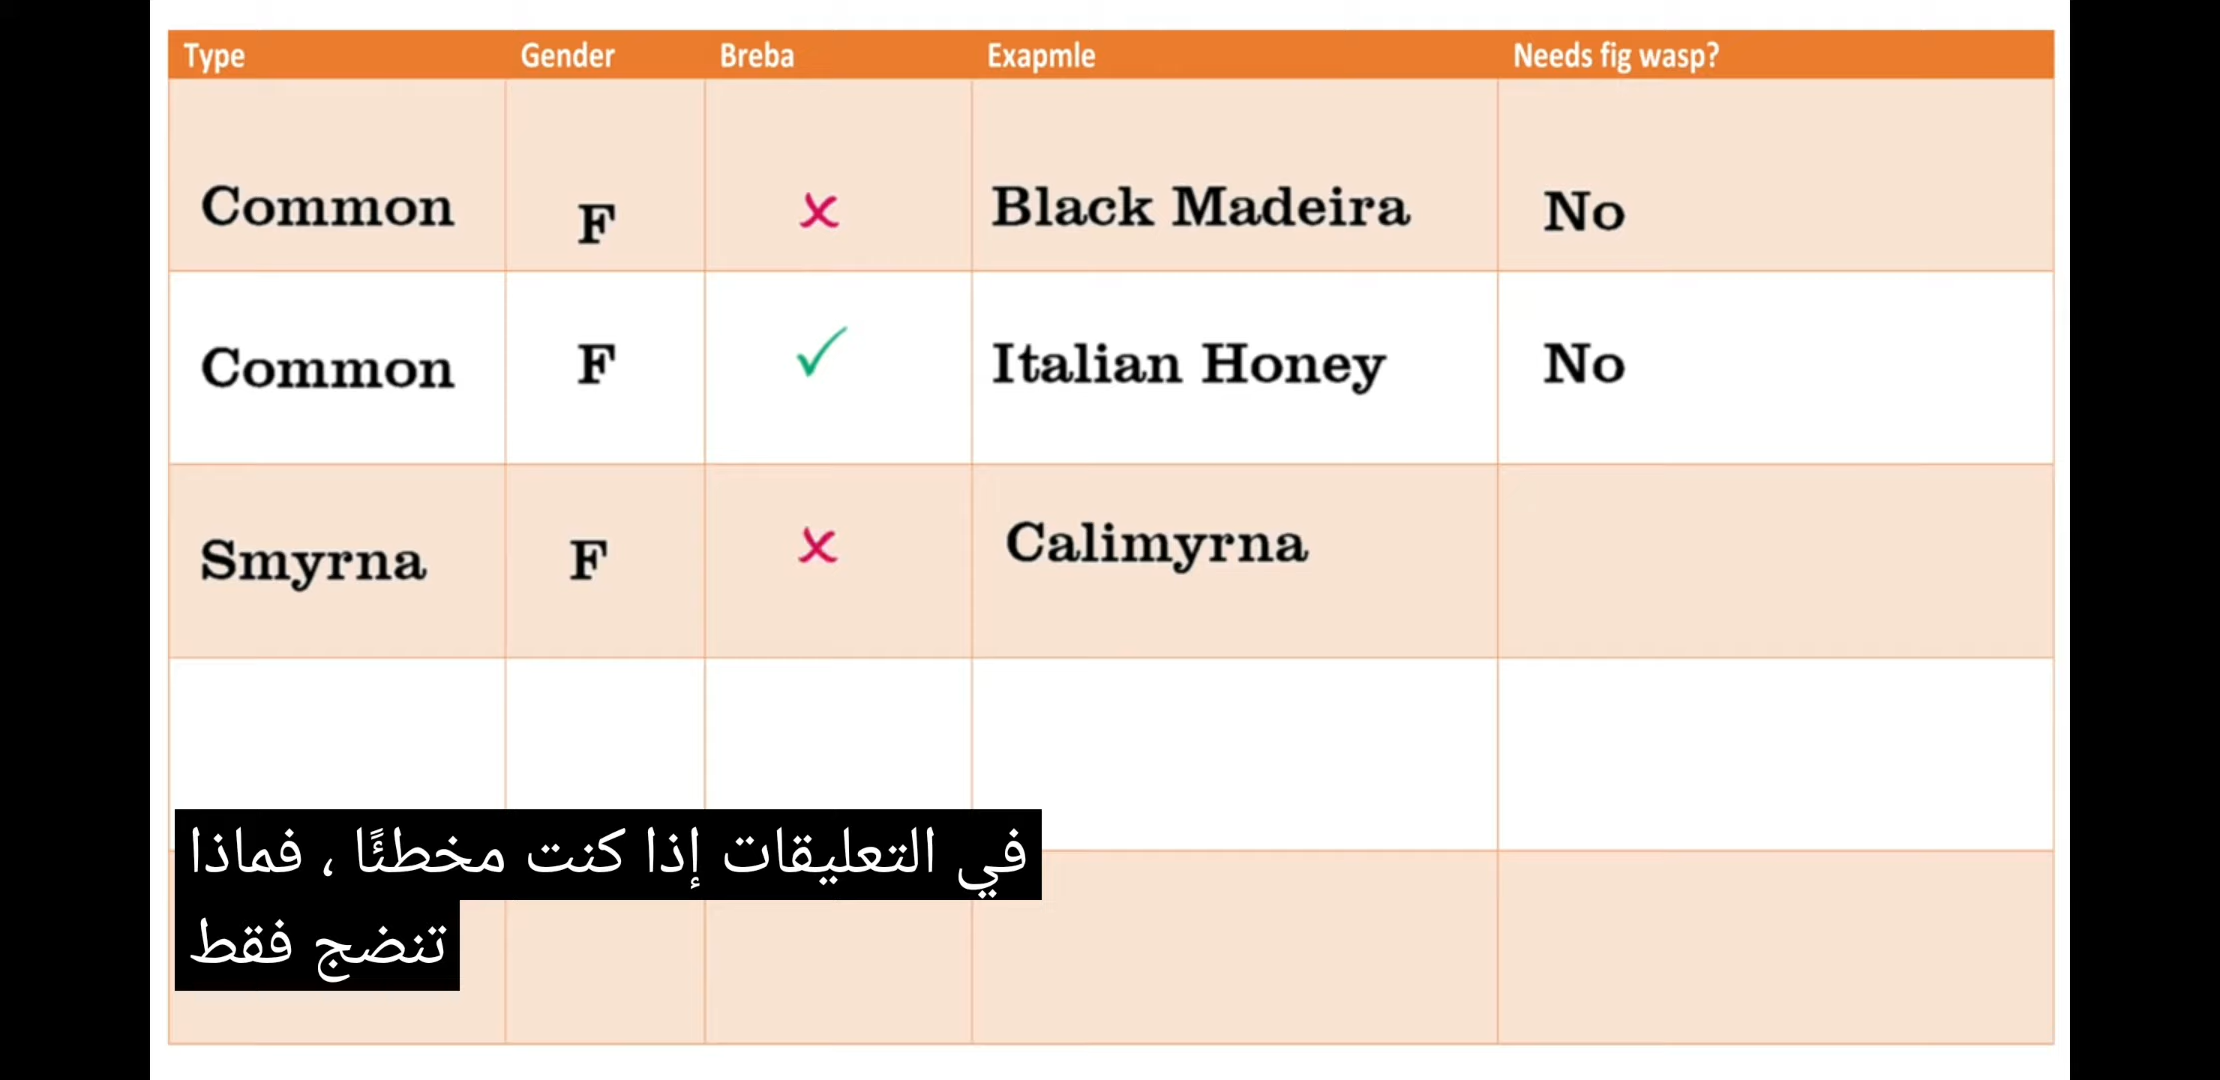 Type Gender Breba Exapmle Needs fig wasp?
Common F ✗ Black Madeira No
Common F ✓ Italian Honey No
Smyrna F ✗ Calimyrna
في التعليقات إذا كنت مخطئًا ، فماذا
تنضج فقط